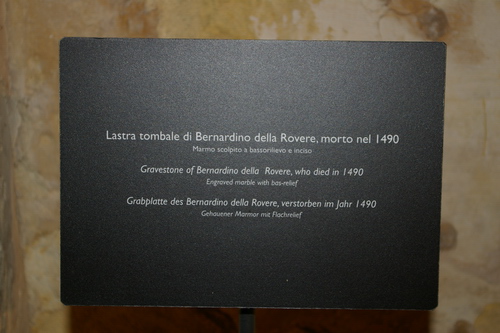 Lastra tombale di Bernardino della Rovere, morto nel 1490
Marmo scolpito a bassorilievo e inciso
Gravestone of Bernardino della Rovere, who died in 1490
Engraved marble with bas-relief
Grabplatte des Bernardino della Rovere, verstorben im Jahr 1490
Gehauener Marmor mit Flachrelief